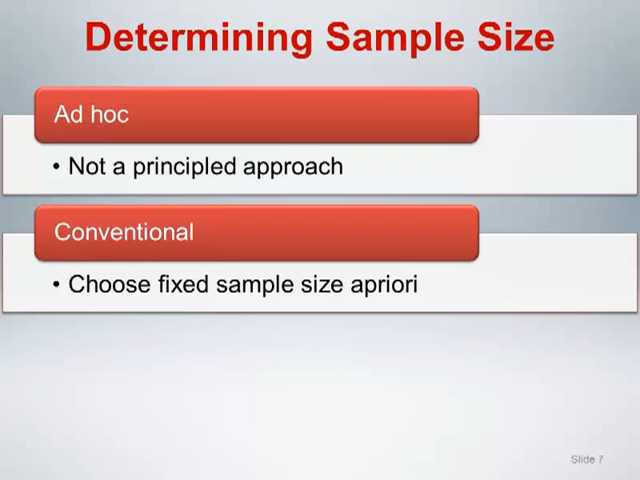 Determining Sample Size
Ad hoc
• Not a principled approach
Conventional
• Choose fixed sample size apriori
Slide 7